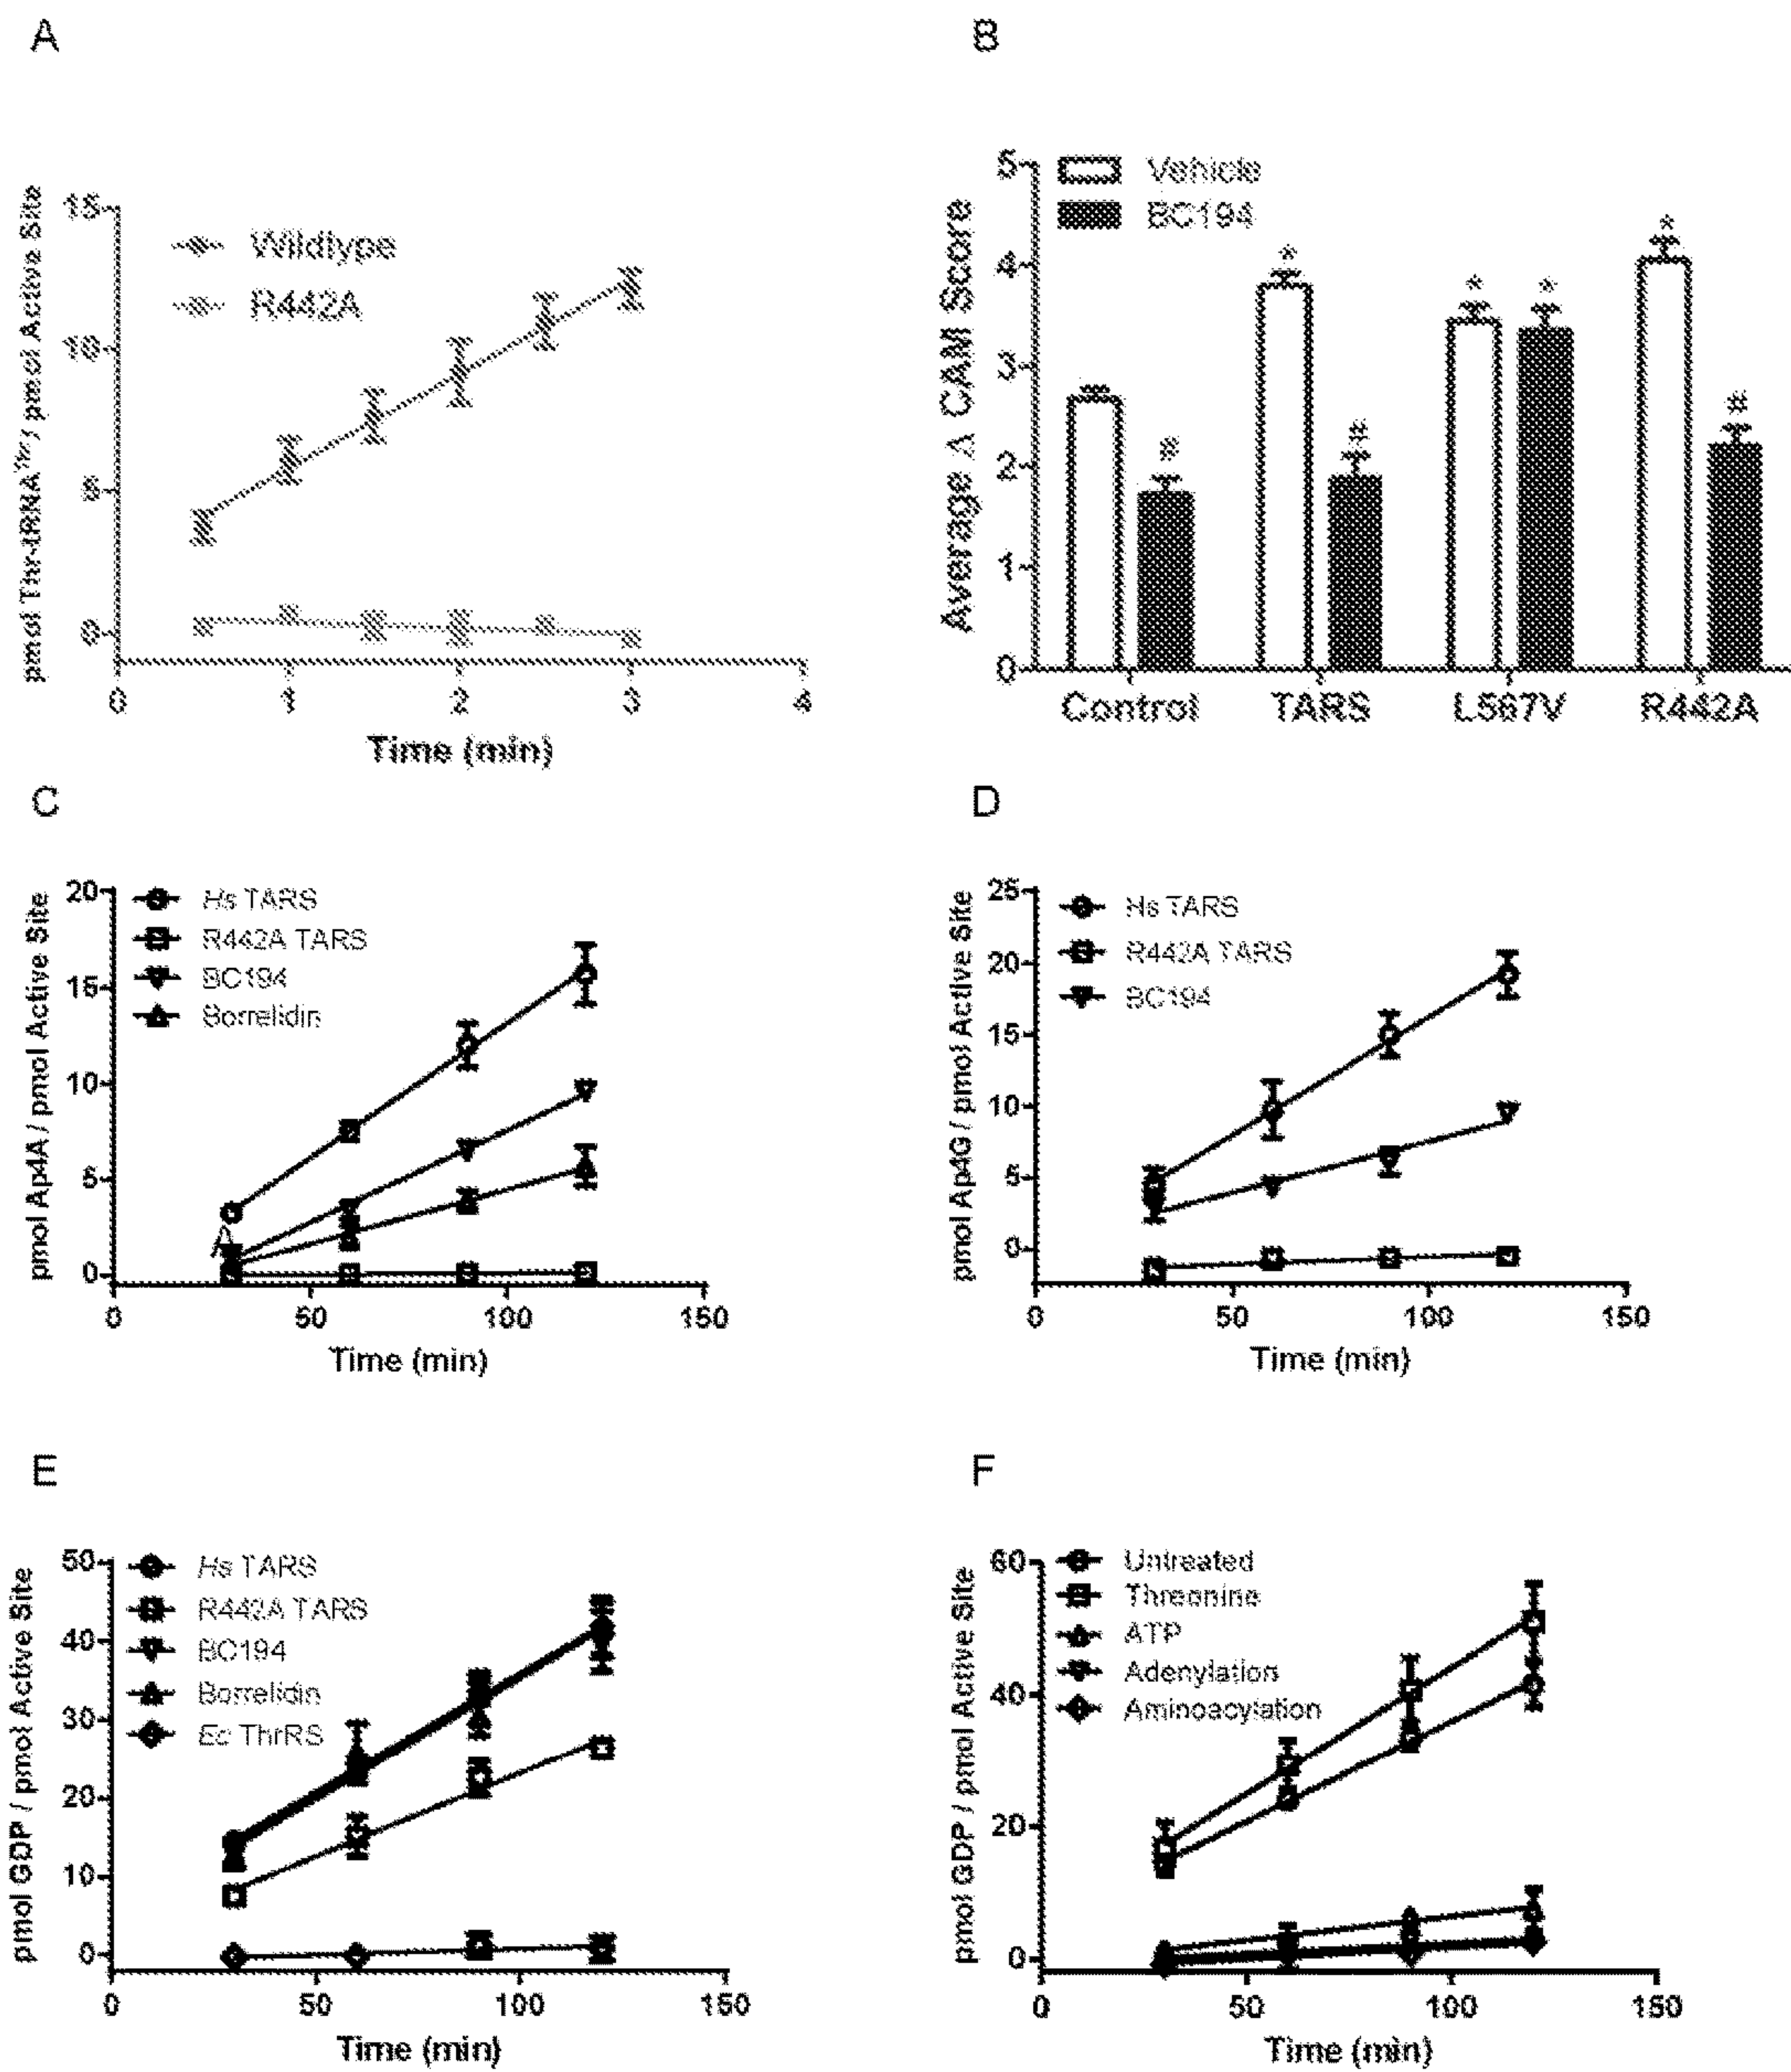 A
pmol Thr-tRNAᵀʰʳ/ pmol Active Site
15
10
5
0
Wildtype
R442A
0 1 2 3 4
Time (min)
B
Average Δ CAM Score
5
4
3
2
1
0
Vehicle
BC194
# * # * * * #
Control TARS L567V R442A
C
pmol Ap4A / pmol Active Site
20
15
10
5
0
Hs TARS
R442A TARS
BC194
Borrelidin
A
0 50 100 150
Time (min)
D
pmol Ap4G / pmol Active Site
25
20
15
10
5
0
Hs TARS
R442A TARS
BC194
0 50 100 150
Time (min)
E
pmol GDP / pmol Active Site
50
40
30
20
10
0
Hs TARS
R442A TARS
BC194
Borrelidin
Ec ThrRS
0 50 100 150
Time (min)
F
pmol GDP / pmol Active Site
60
40
20
0
Untreated
Threonine
ATP
Adenylation
Aminoacylation
0 50 100 150
Time (min)